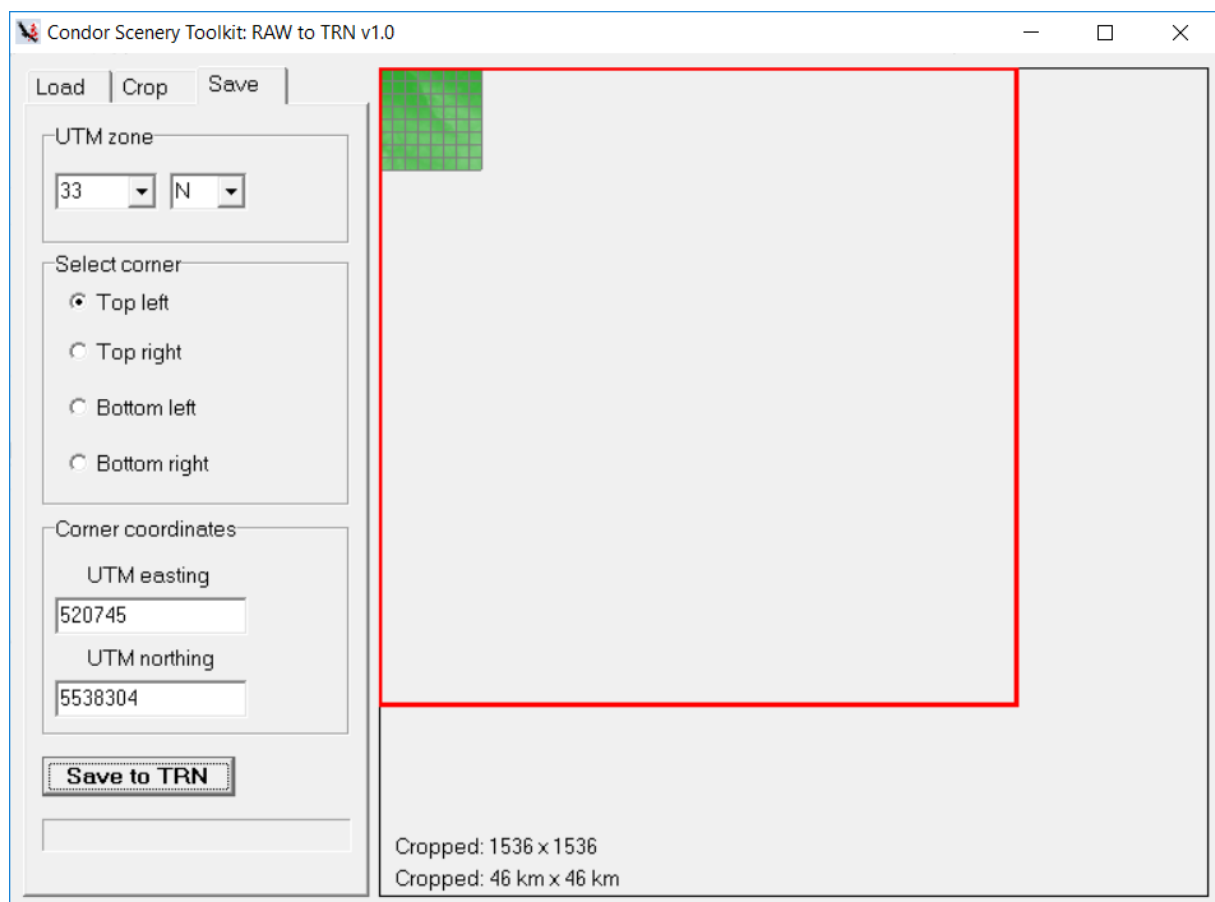 Condor Scenery Toolkit: RAW to TRN v1.0
Load Crop Save
UTM zone
33 N
Select corner
Top left
Top right
Bottom left
Bottom right
Corner coordinates
UTM easting
520745
UTM northing
5538304
Save to TRN
Cropped: 1536 x 1536
Cropped: 46 km x 46 km